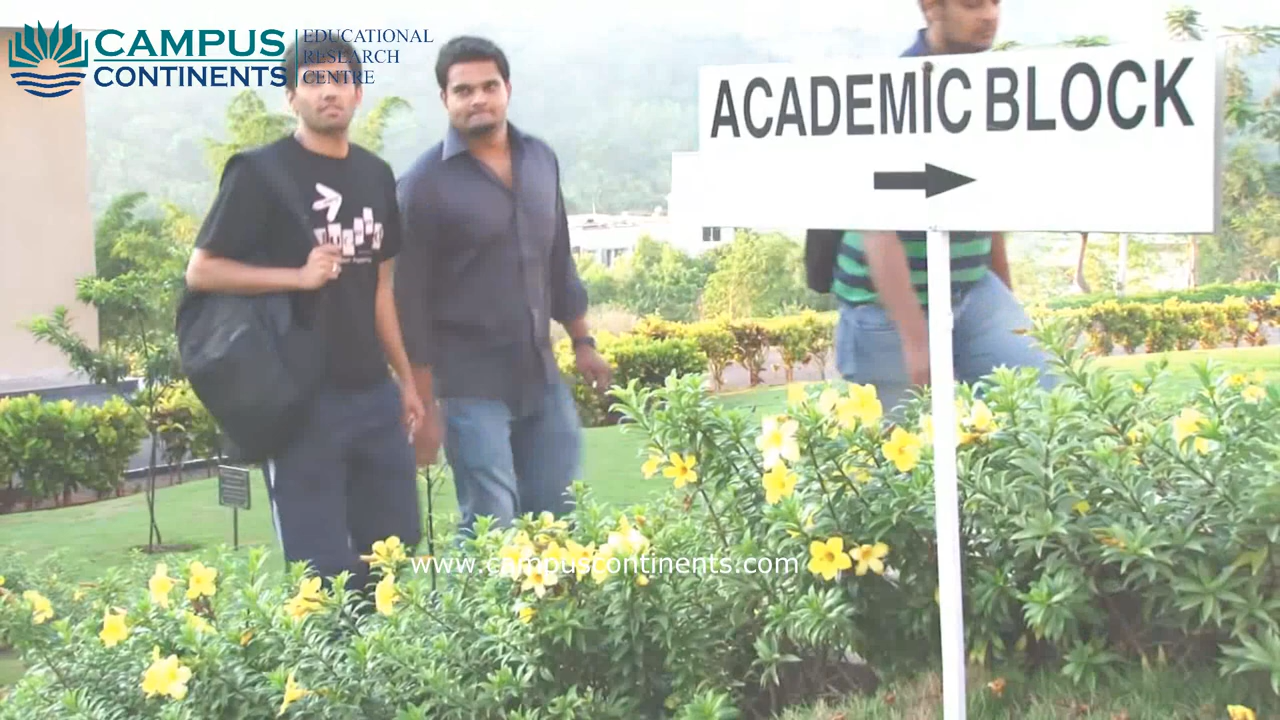 CAMPUS
CONTINENTS
EDUCATIONAL
RESEARCH
CENTRE
ACADEMIC BLOCK
www.campuscontinents.com